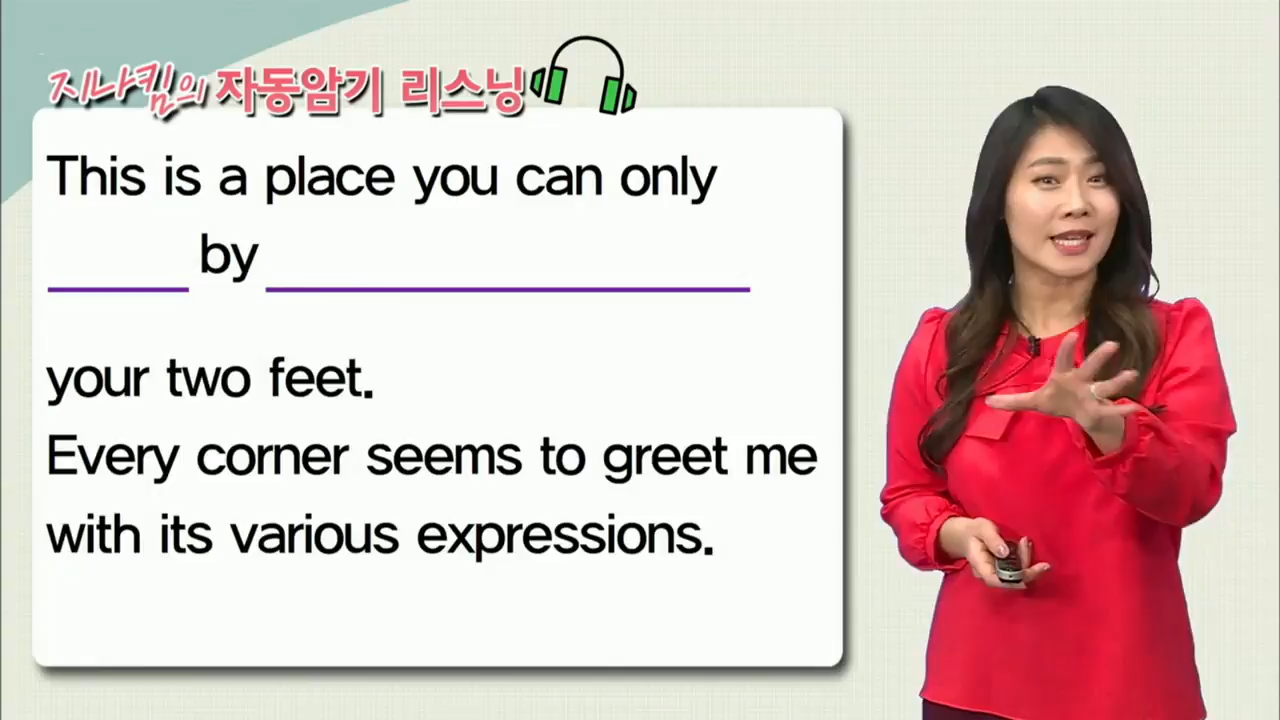 지나킴의 자동암기 리스닝
This is a place you can only
by
your two feet.
Every corner seems to greet me
with its various expressions.